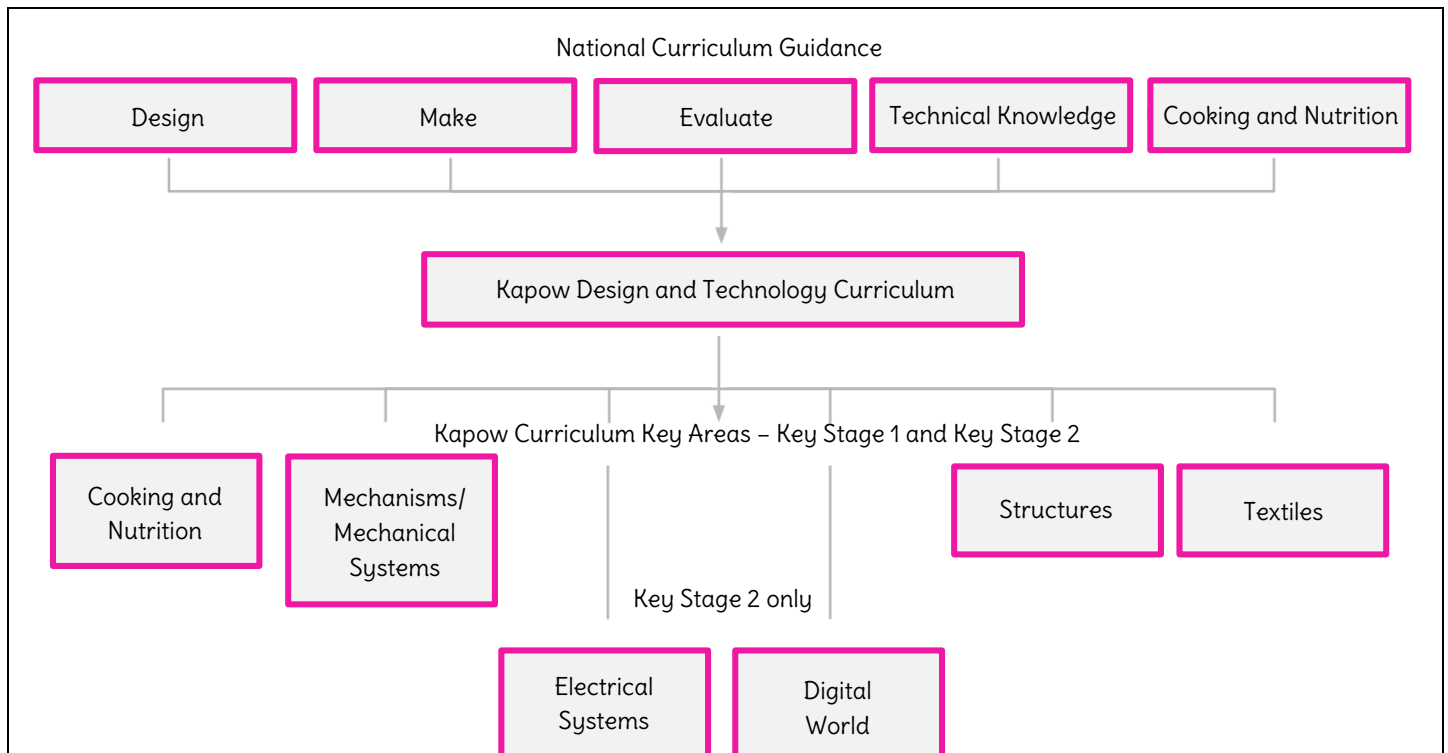 National Curriculum Guidance
Design
Make
Evaluate
Technical Knowledge
Cooking and Nutrition
Kapow Design and Technology Curriculum
Kapow Curriculum Key Areas – Key Stage 1 and Key Stage 2
Cooking and
Nutrition
Mechanisms/
Mechanical
Systems
Structures
Textiles
Key Stage 2 only
Electrical
Systems
Digital
World